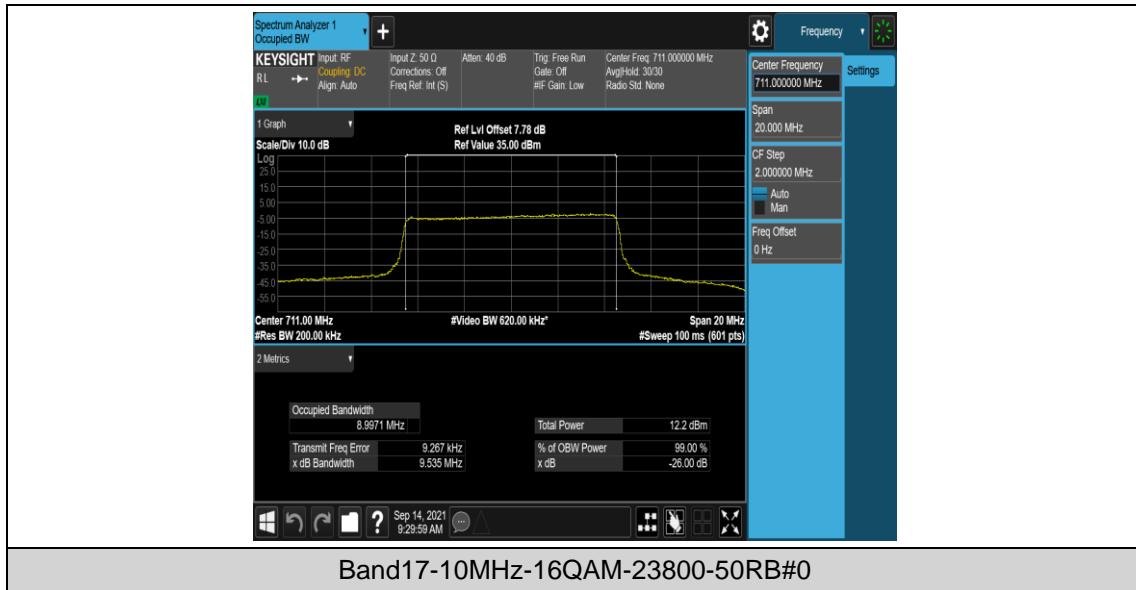 Spectrum Analyzer 1
Occupied BW
+
Frequency
KEYSIGHT Input: RF Input Z: 50 Ω Atten: 40 dB Trig: Free Run Center Freq: 711.000000 MHz
RL Coupling: DC Corrections: Off Gate: Off Avg|Hold: 30/30
Align: Auto Freq Ref: Int (S) #IF Gain: Low Radio Std: None
Center Frequency
711.000000 MHz
Settings
Span
20.000 MHz
CF Step
2.000000 MHz
Auto
Man
Freq Offset
0 Hz
1 Graph
Ref Lvl Offset 7.78 dB
Scale/Div 10.0 dB Ref Value 35.00 dBm
Log
25.0
15.0
5.00
-5.00
-15.0
-25.0
-35.0
-45.0
-55.0
Center 711.00 MHz #Video BW 620.00 kHz* Span 20 MHz
#Res BW 200.00 kHz #Sweep 100 ms (601 pts)
2 Metrics
Occupied Bandwidth
8.9971 MHz Total Power 12.2 dBm
Transmit Freq Error 9.267 kHz % of OBW Power 99.00 %
x dB Bandwidth 9.535 MHz x dB -26.00 dB
? Sep 14, 2021
9:29:59 AM
Band17-10MHz-16QAM-23800-50RB#0